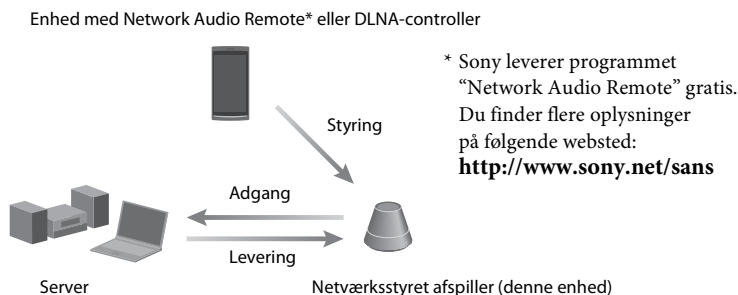 Enhed med Network Audio Remote* eller DLNA-controller
* Sony leverer programmet
“Network Audio Remote” gratis.
Du finder flere oplysninger
på følgende websted:
http://www.sony.net/sans
Styring
Adgang
Levering
Server
Netværksstyret afspiller (denne enhed)